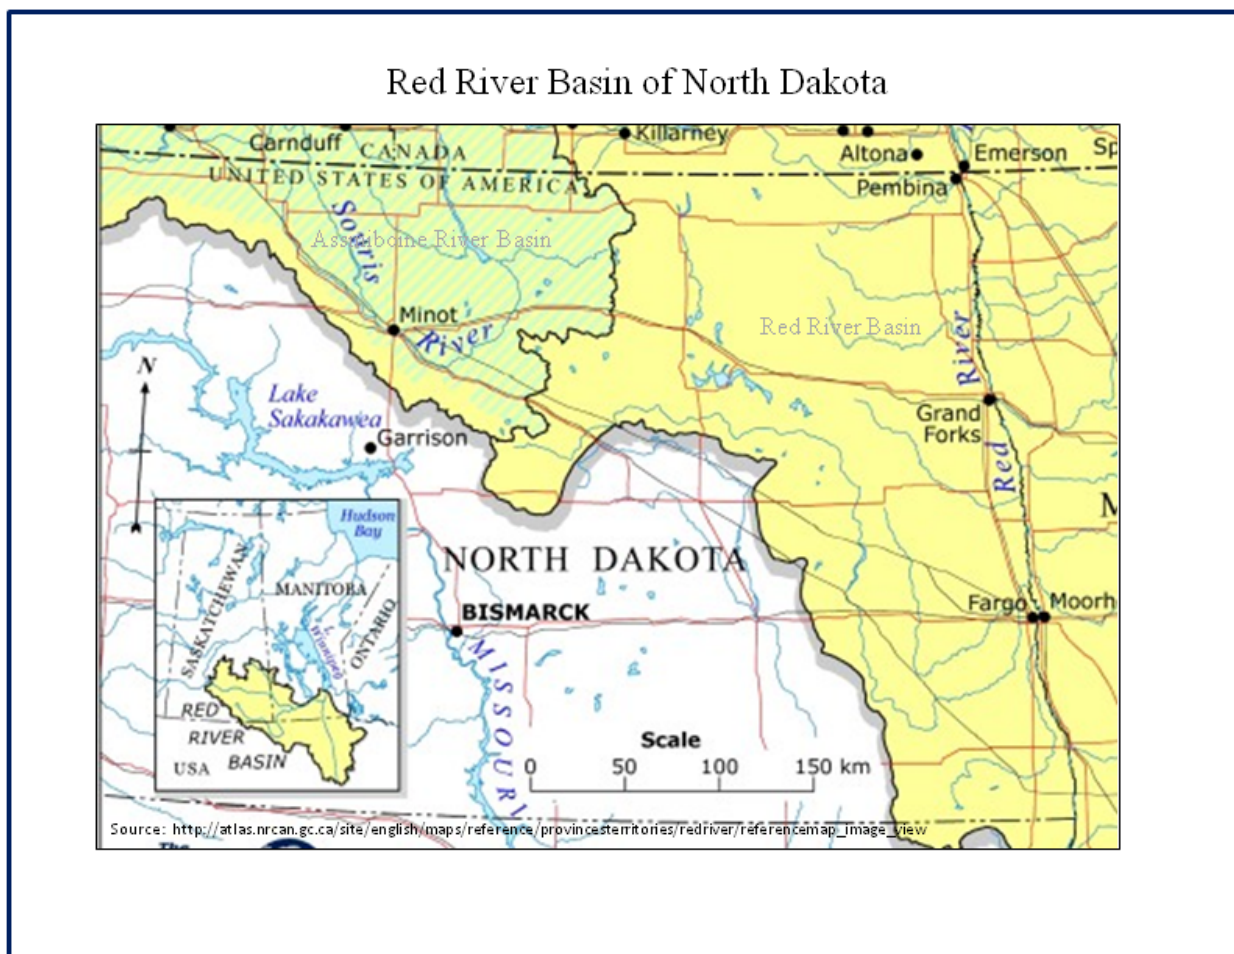 Red River Basin of North Dakota
Carnduff
CANADA
UNITED STATES OF AMERICA
Killarney
Altona
Emerson
Sp
Pembina
Souris
River
Assiniboine River Basin
Minot
Red River Basin
Red River
N
Lake
Sakakawea
Garrison
Grand
Forks
NORTH DAKOTA
M
BISMARCK
Fargo
Moorh
MISSOURI
Hudson
Bay
SASKATCHEWAN
MANITOBA
ONTARIO
L. Winnipeg
RED
RIVER
BASIN
USA
Scale
0 50 100 150 km
Source: http://atlas.nrcan.gc.ca/site/english/maps/reference/provincesterritories/redriver/referencemap_image_view
The